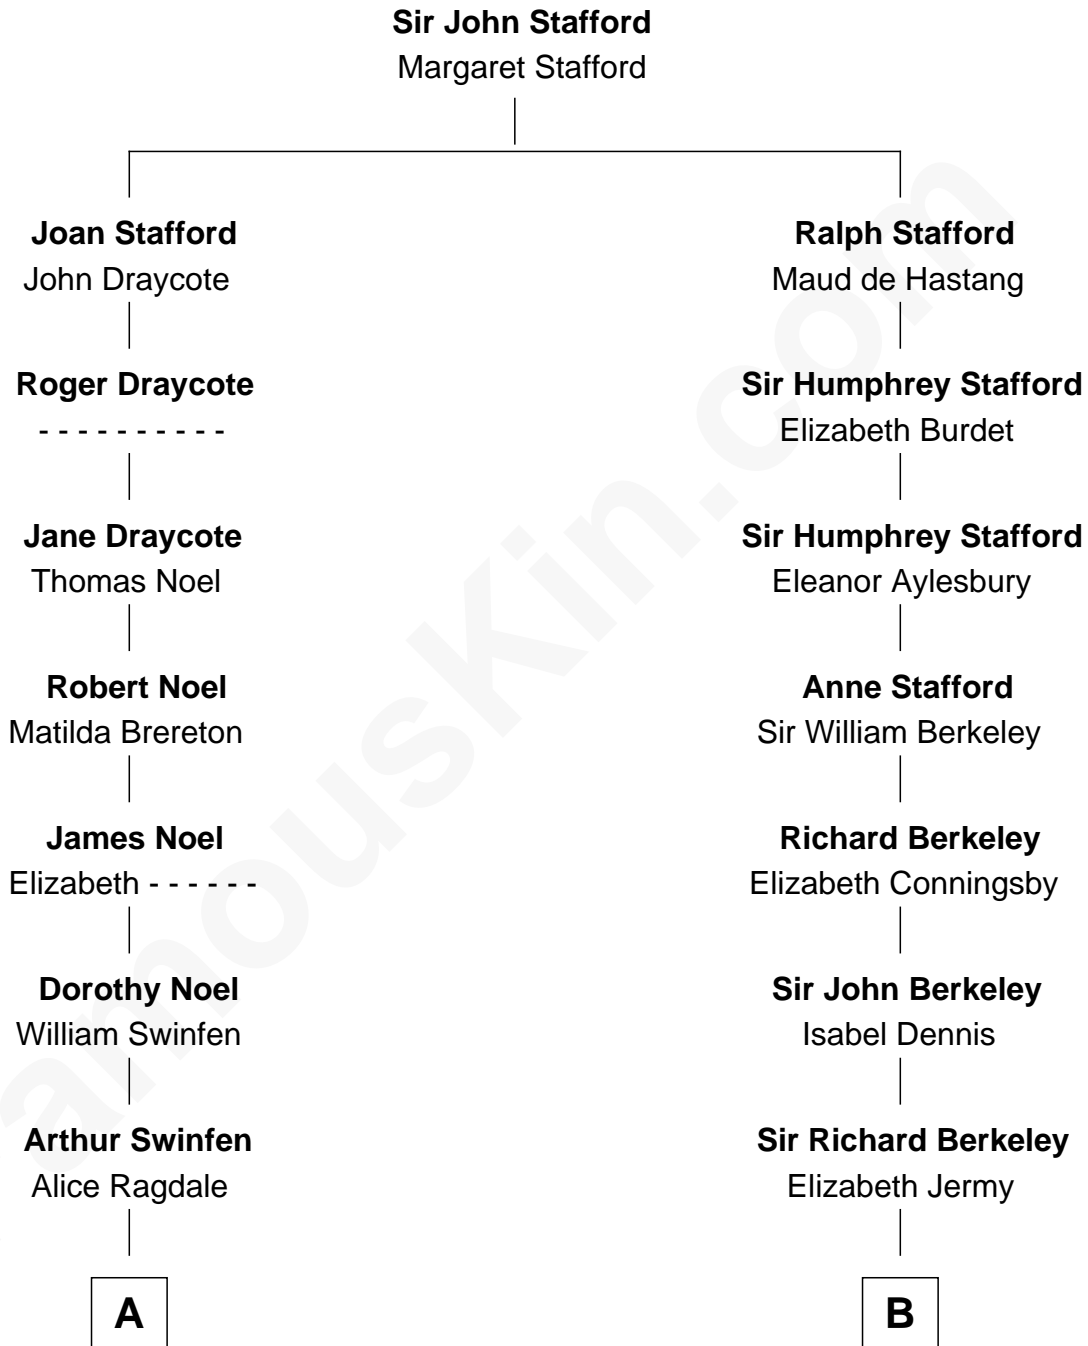 Sir John Stafford
Margaret Stafford
Joan Stafford
John Draycote
Roger Draycote
- - - - - - - - - -
Jane Draycote
Thomas Noel
Robert Noel
Matilda Brereton
James Noel
Elizabeth - - - - - -
Dorothy Noel
William Swinfen
Arthur Swinfen
Alice Ragdale
A
Ralph Stafford
Maud de Hastang
Sir Humphrey Stafford
Elizabeth Burdet
Sir Humphrey Stafford
Eleanor Aylesbury
Anne Stafford
Sir William Berkeley
Richard Berkeley
Elizabeth Conningsby
Sir John Berkeley
Isabel Dennis
Sir Richard Berkeley
Elizabeth Jermy
B
amouskin.com